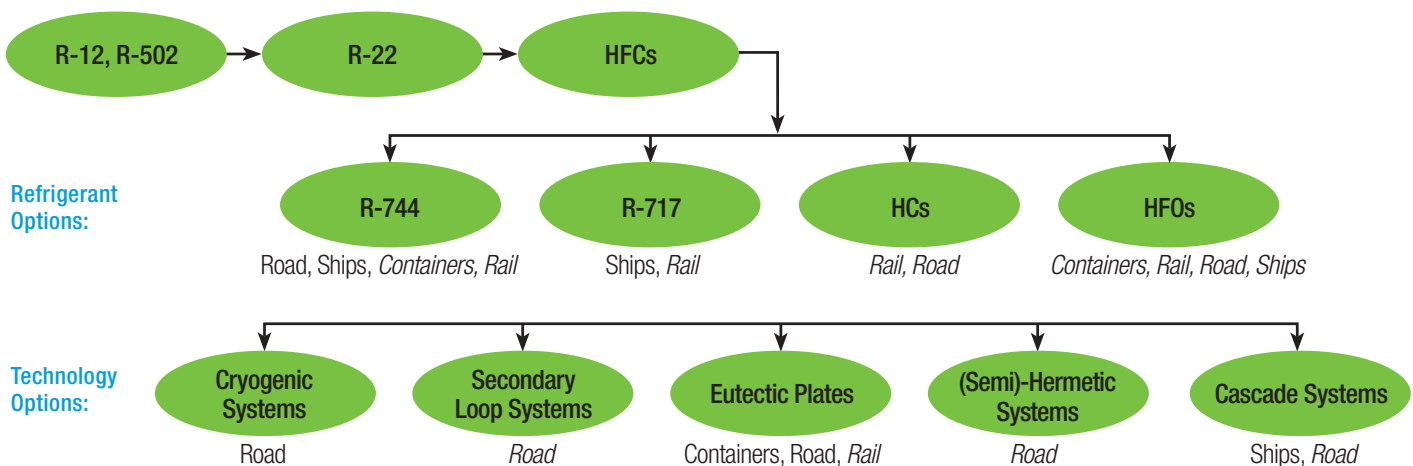 R-12, R-502
R-22
HFCs
Refrigerant
Options:
R-744
R-717
HCs
HFOs
Road, Ships, Containers, Rail
Ships, Rail
Rail, Road
Containers, Rail, Road, Ships
Technology
Options:
Cryogenic
Systems
Secondary
Loop Systems
Eutectic Plates
(Semi)-Hermetic
Systems
Cascade Systems
Road
Road
Containers, Road, Rail
Road
Ships, Road